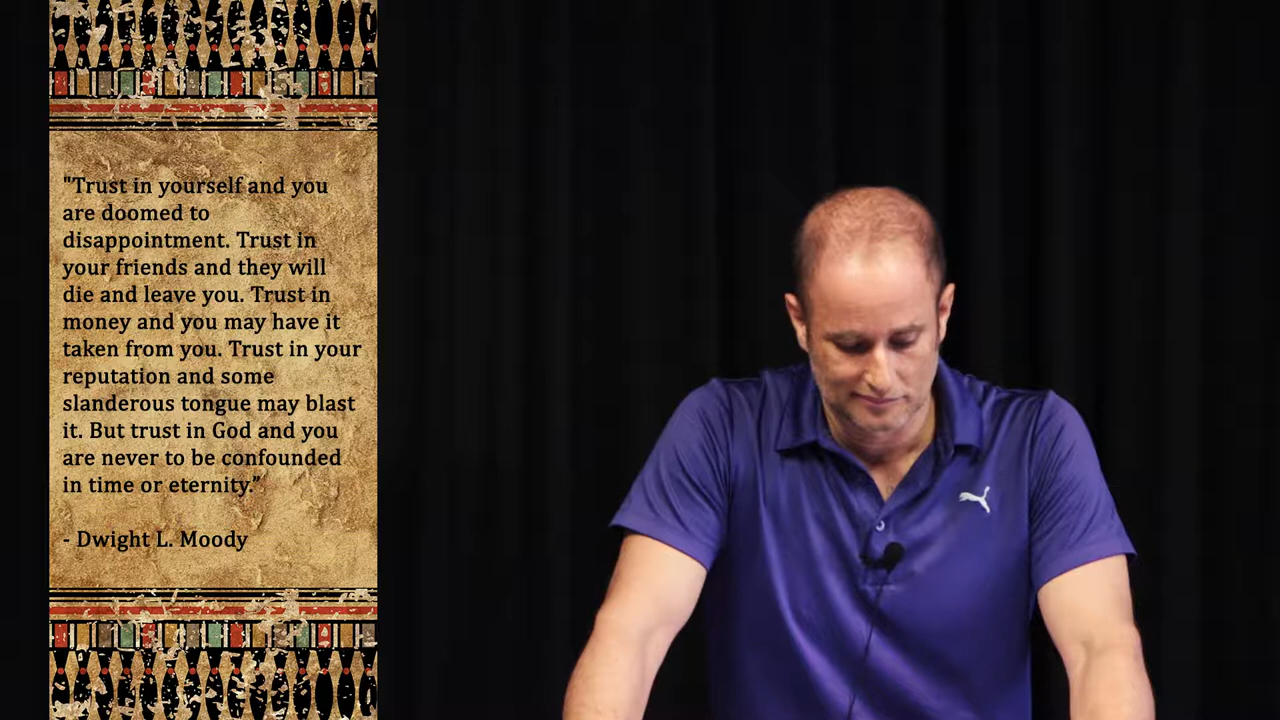 "Trust in yourself and you
are doomed to
disappointment. Trust in
your friends and they will
die and leave you. Trust in
money and you may have it
taken from you. Trust in your
reputation and some
slanderous tongue may blast
it. But trust in God and you
are never to be confounded
in time or eternity.”
- Dwight L. Moody